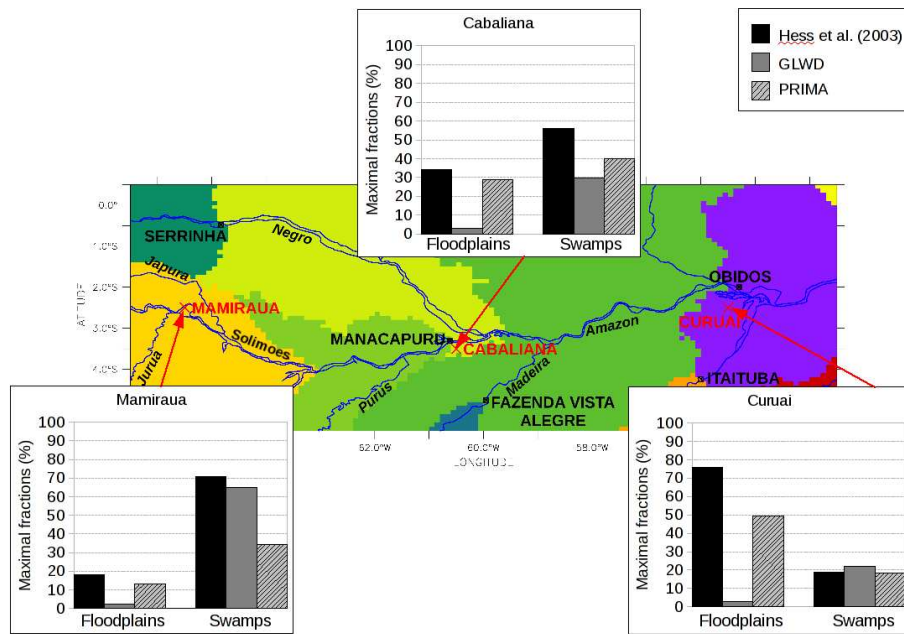 Cabaliana
Maximal fractions (%)
100
90
80
70
60
50
40
30
20
10
0
Floodplains Swamps
Hess et al. (2003)
GLWD
PRIMA
0.0°
1.0°S
2.0°S
3.0°S
4.0°S
SERRINHA
Negro
Japura
MAMIRAUA
Solimoes
Jurua
MANACAPURU
CABALIANA
Purus
Madeira
Amazon
OBIDOS
CURUAI
ITAITUBA
FAZENDA VISTA
ALEGRE
60.0°W
58.0°W
Mamiraua
Maximal fractions (%)
100
90
80
70
60
50
40
30
20
10
0
Floodplains Swamps
Curuai
Maximal fractions (%)
100
90
80
70
60
50
40
30
20
10
0
Floodplains Swamps